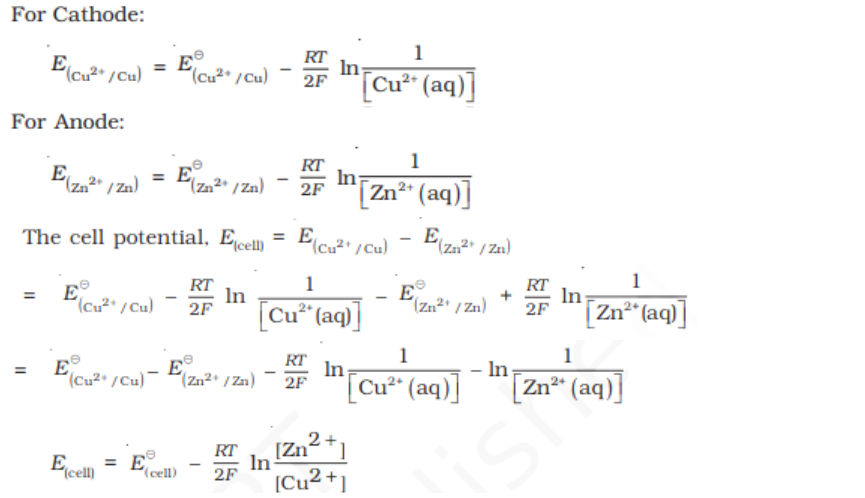 For Cathode:
E(Cu²⁺/Cu) = E⊖(Cu²⁺/Cu) − RT/2F ln 1/[Cu²⁺(aq)]
For Anode:
E(Zn²⁺/Zn) = E⊖(Zn²⁺/Zn) − RT/2F ln 1/[Zn²⁺(aq)]
The cell potential, E(cell) = E(Cu²⁺/Cu) − E(Zn²⁺/Zn)
= E⊖(Cu²⁺/Cu) − RT/2F ln 1/[Cu²⁺(aq)] − E⊖(Zn²⁺/Zn) + RT/2F ln 1/[Zn²⁺(aq)]
= E⊖(Cu²⁺/Cu) − E⊖(Zn²⁺/Zn) − RT/2F ln 1/[Cu²⁺(aq)] − ln 1/[Zn²⁺(aq)]
E(cell) = E⊖(cell) − RT/2F ln [Zn²⁺]/[Cu²⁺]